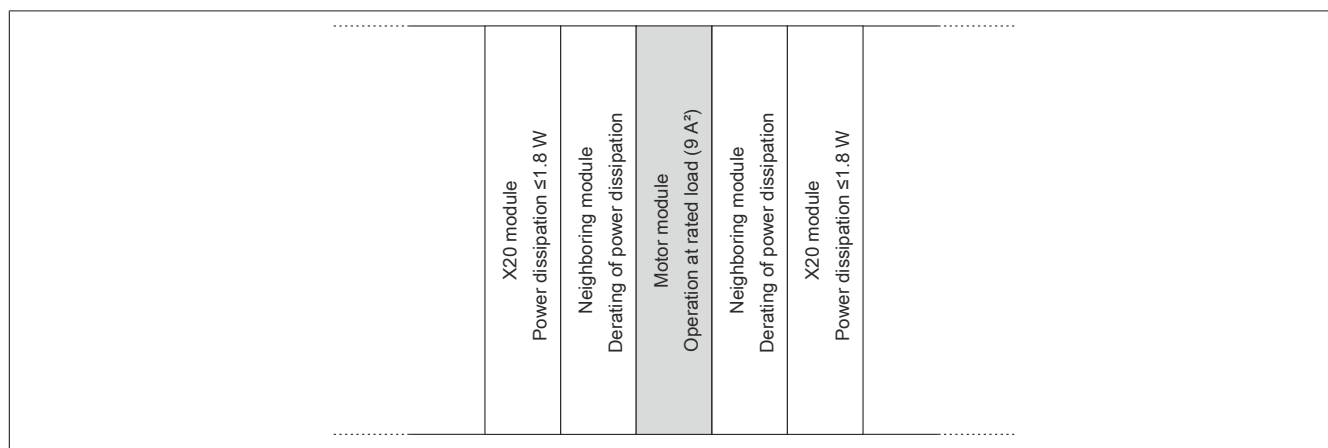 X20 module
Power dissipation ≤1.8 W
Neighboring module
Derating of power dissipation
Motor module
Operation at rated load (9 A²)
Neighboring module
Derating of power dissipation
X20 module
Power dissipation ≤1.8 W